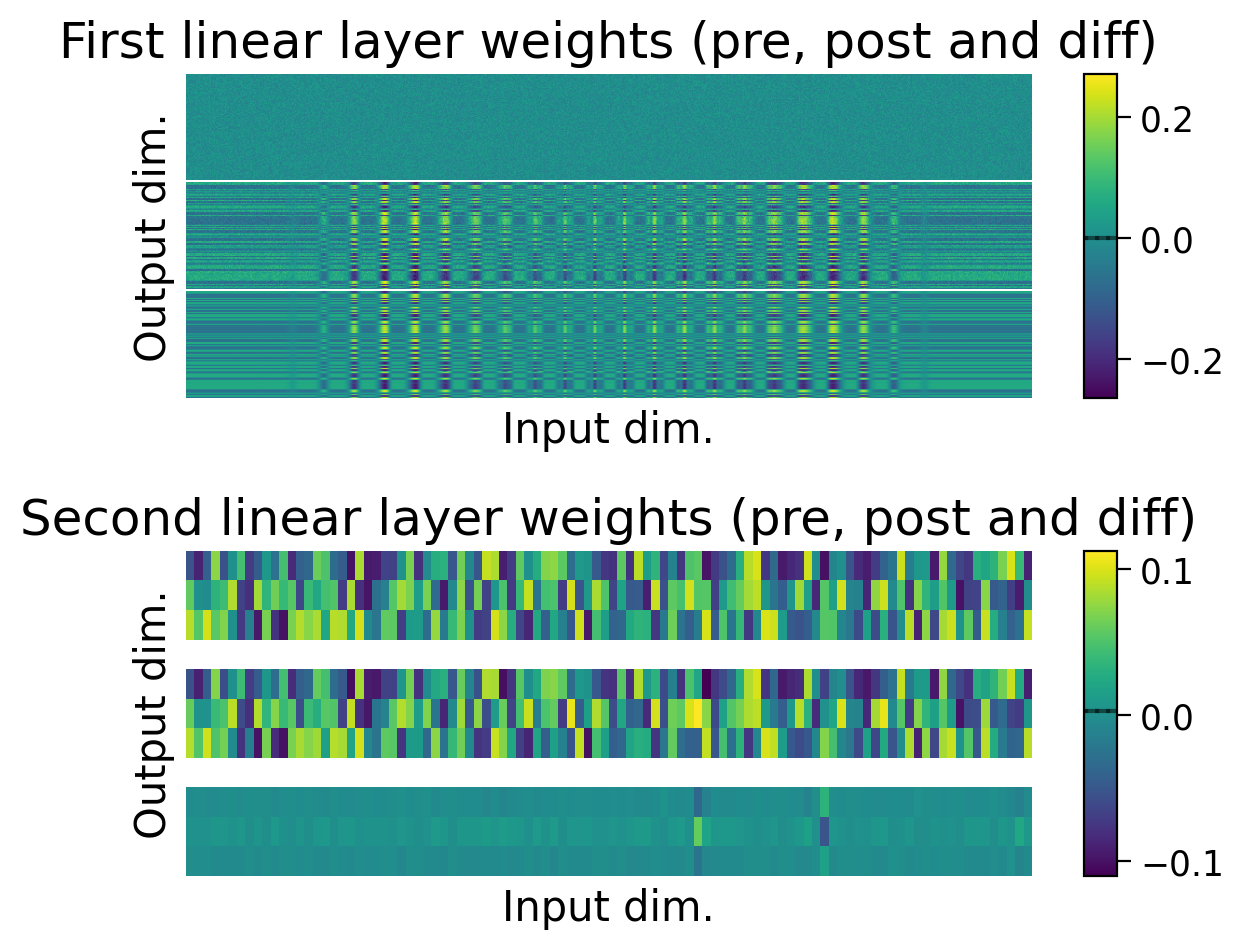 First linear layer weights (pre, post and diff)
Output dim.
0.2
0.0
−0.2
Input dim.
Second linear layer weights (pre, post and diff)
Output dim.
0.1
0.0
−0.1
Input dim.